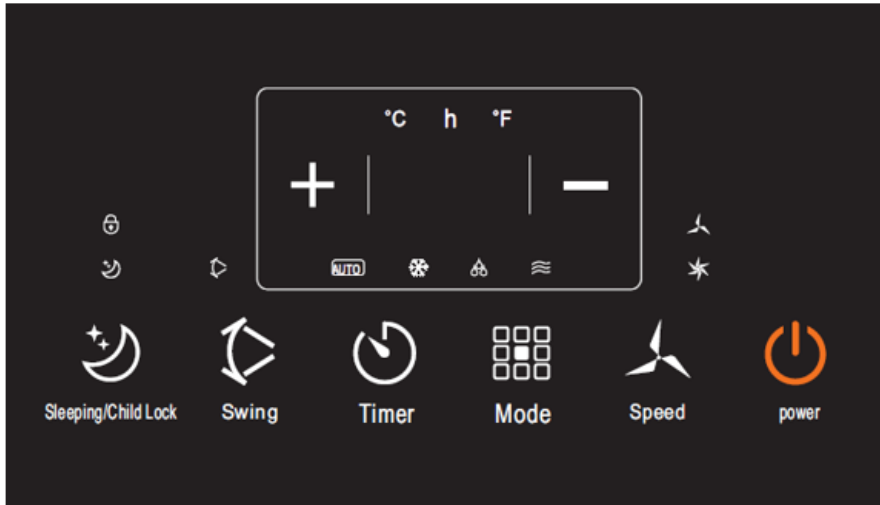 °C h °F
+ −
AUTO
Sleeping/Child Lock Swing Timer Mode Speed power